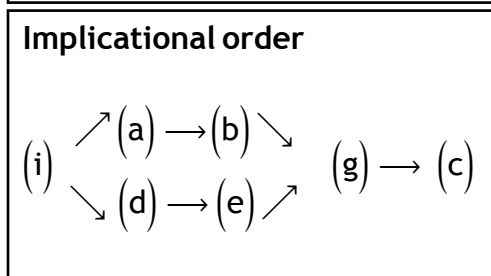 Implicational order
↗ (a) ⟶ (b) ↘
(i) (g) ⟶ (c)
↘ (d) ⟶ (e) ↗